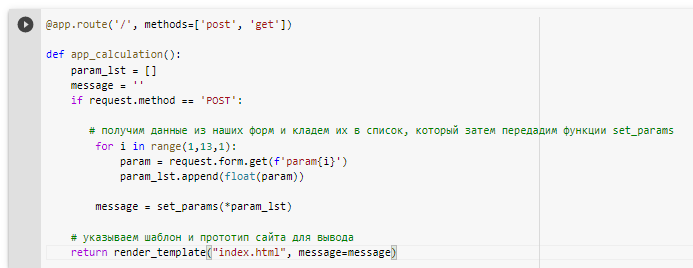 @app.route('/', methods=['post', 'get'])
def app_calculation():
param_lst = []
message = ''
if request.method == 'POST':
# получим данные из наших форм и кладем их в список, который затем передадим функции set_params
for i in range(1,13,1):
param = request.form.get(f'param{i}')
param_lst.append(float(param))
message = set_params(*param_lst)
# указываем шаблон и прототип сайта для вывода
return render_template("index.html", message=message)